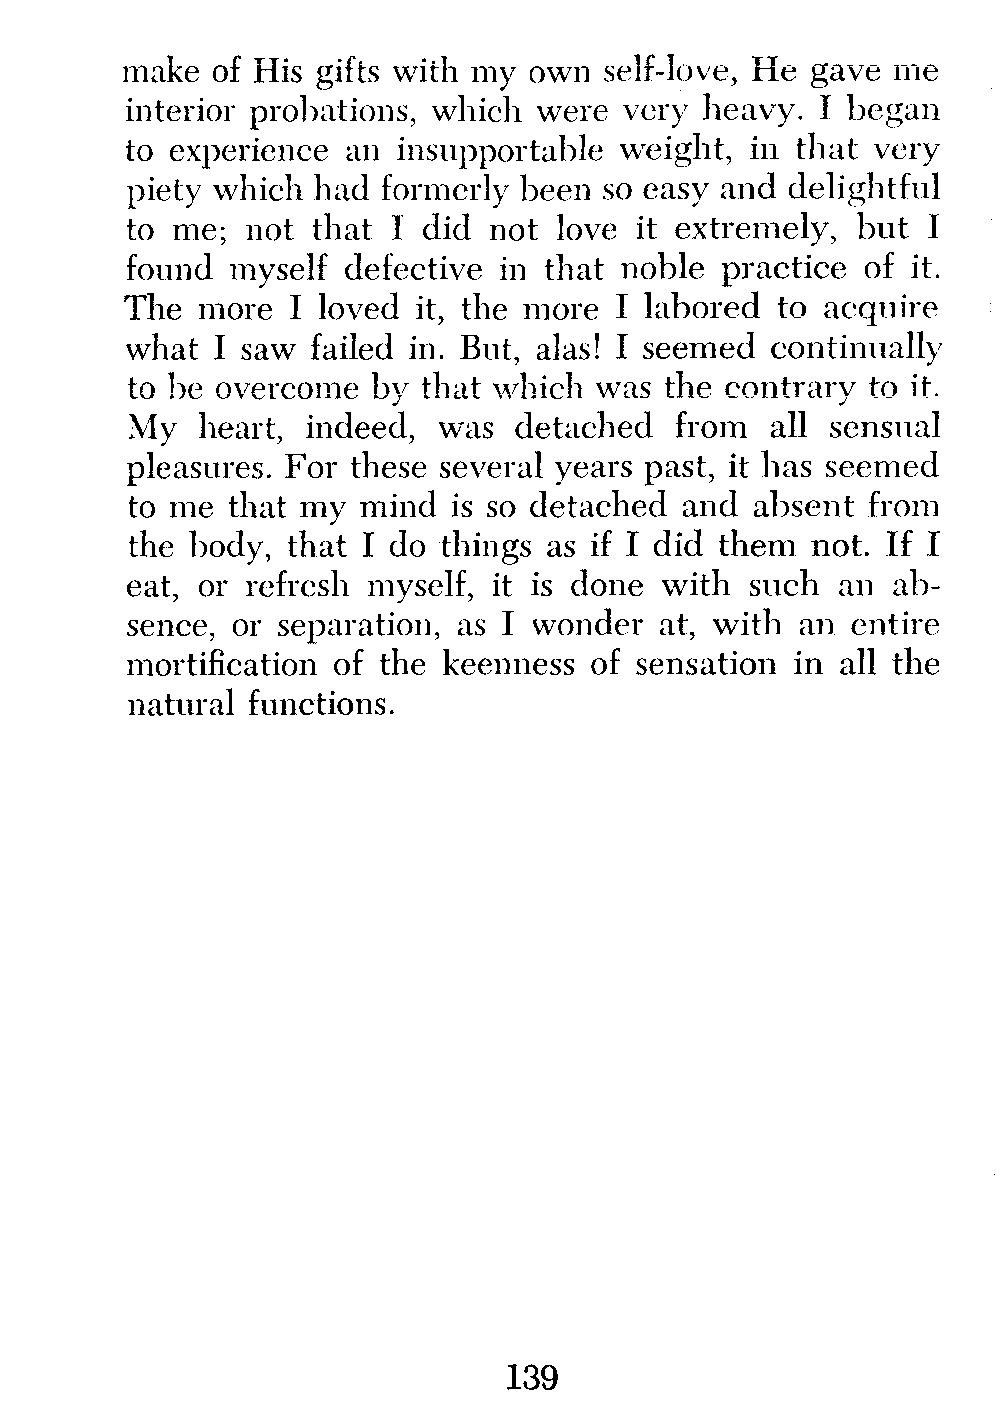 make of His gifts with my own self-love, He gave me
interior probations, which were very heavy. I began
to experience an insupportable weight, in that very
piety which had formerly been so easy and delightful
to me; not that I did not love it extremely, but I
found myself defective in that noble practice of it.
The more I loved it, the more I labored to acquire
what I saw failed in. But, alas! I seemed continually
to be overcome by that which was the contrary to it.
My heart, indeed, was detached from all sensual
pleasures. For these several years past, it has seemed
to me that my mind is so detached and absent from
the body, that I do things as if I did them not. If I
eat, or refresh myself, it is done with such an ab-
sence, or separation, as I wonder at, with an entire
mortification of the keenness of sensation in all the
natural functions.
139